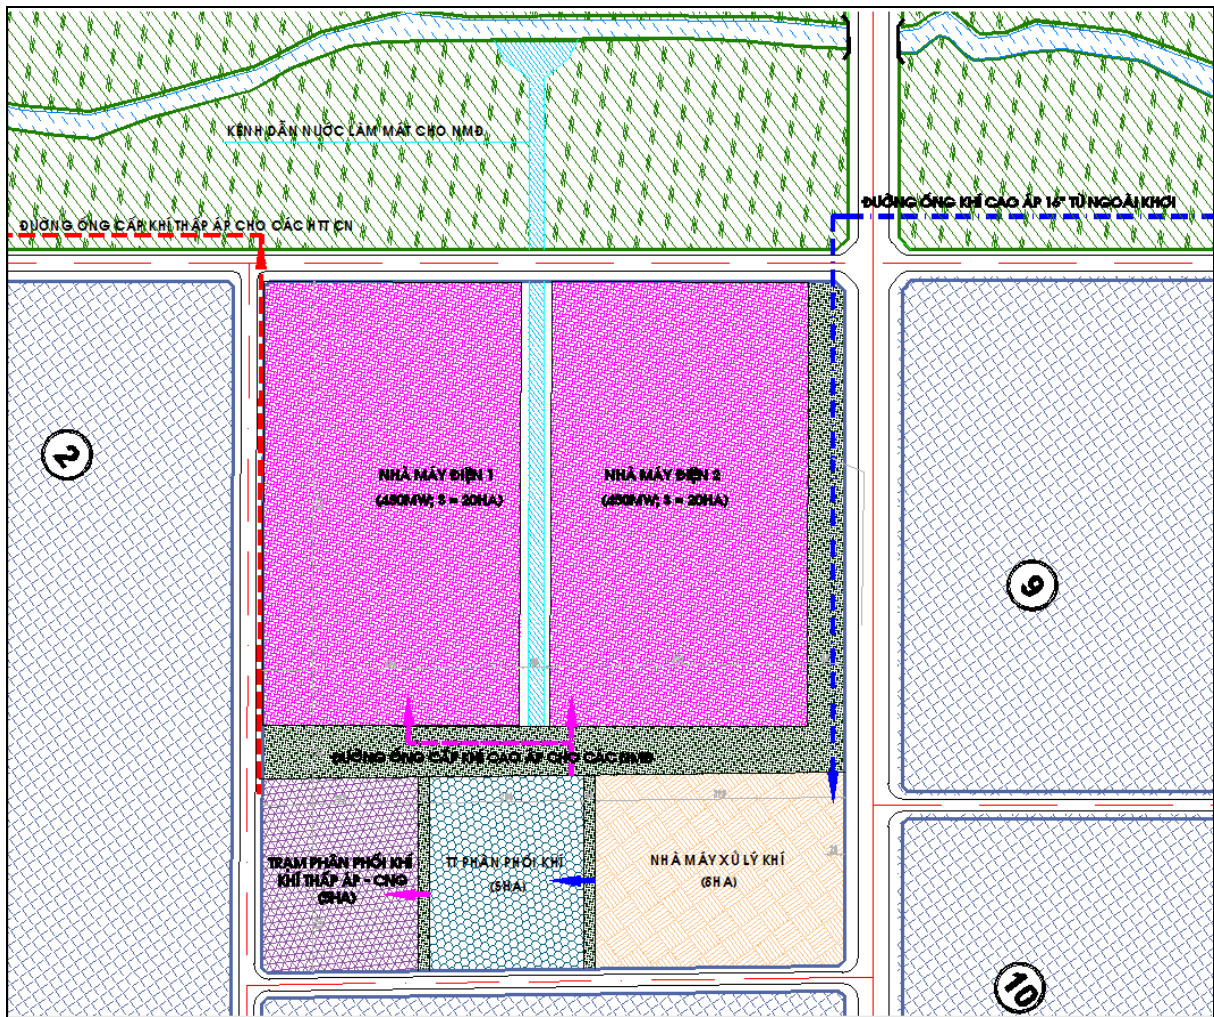 KÊNH DẪN NƯỚC LÀM MÁT CHO NMĐ
ĐƯỜNG ỐNG KHÍ CAO ÁP 16" TỪ NGOÀI KHƠI
ĐƯỜNG ỐNG CẤP KHÍ THẤP ÁP CHO CÁC HTT CN
2
NHÀ MÁY ĐIỆN 1
(450MW; S = 20HA)
NHÀ MÁY ĐIỆN 2
(450MW; S = 20HA)
9
ĐƯỜNG ỐNG CẤP KHÍ CAO ÁP CHO CÁC NMĐ
TRẠM PHÂN PHỐI KHÍ
KHÍ THẤP ÁP - CNG
(5HA)
TT PHÂN PHỐI KHÍ
(5HA)
NHÀ MÁY XỬ LÝ KHÍ
(8HA)
10